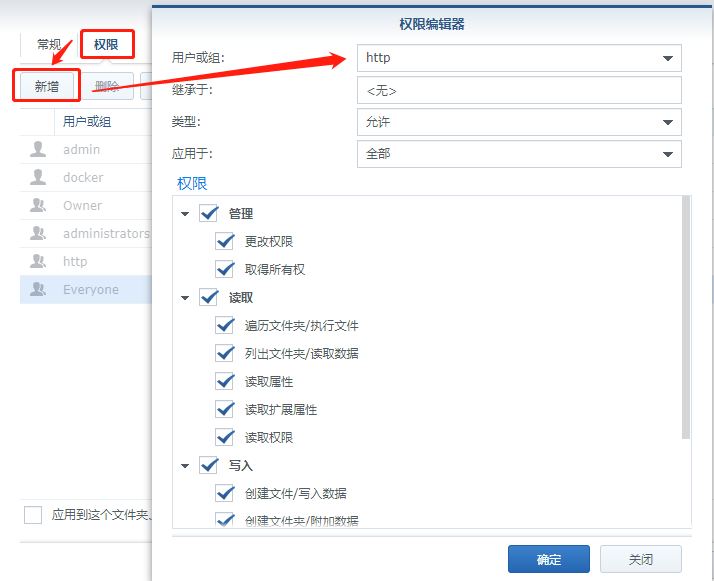 权限编辑器
常规
权限
新增
删除
用户或组
admin
docker
Owner
administrators
http
Everyone
应用到这个文件夹、
用户或组:
http
继承于:
<无>
类型:
允许
应用于:
全部
权限
管理
更改权限
取得所有权
读取
遍历文件夹/执行文件
列出文件夹/读取数据
读取属性
读取扩展属性
读取权限
写入
创建文件/写入数据
创建文件夹/附加数据
确定
关闭